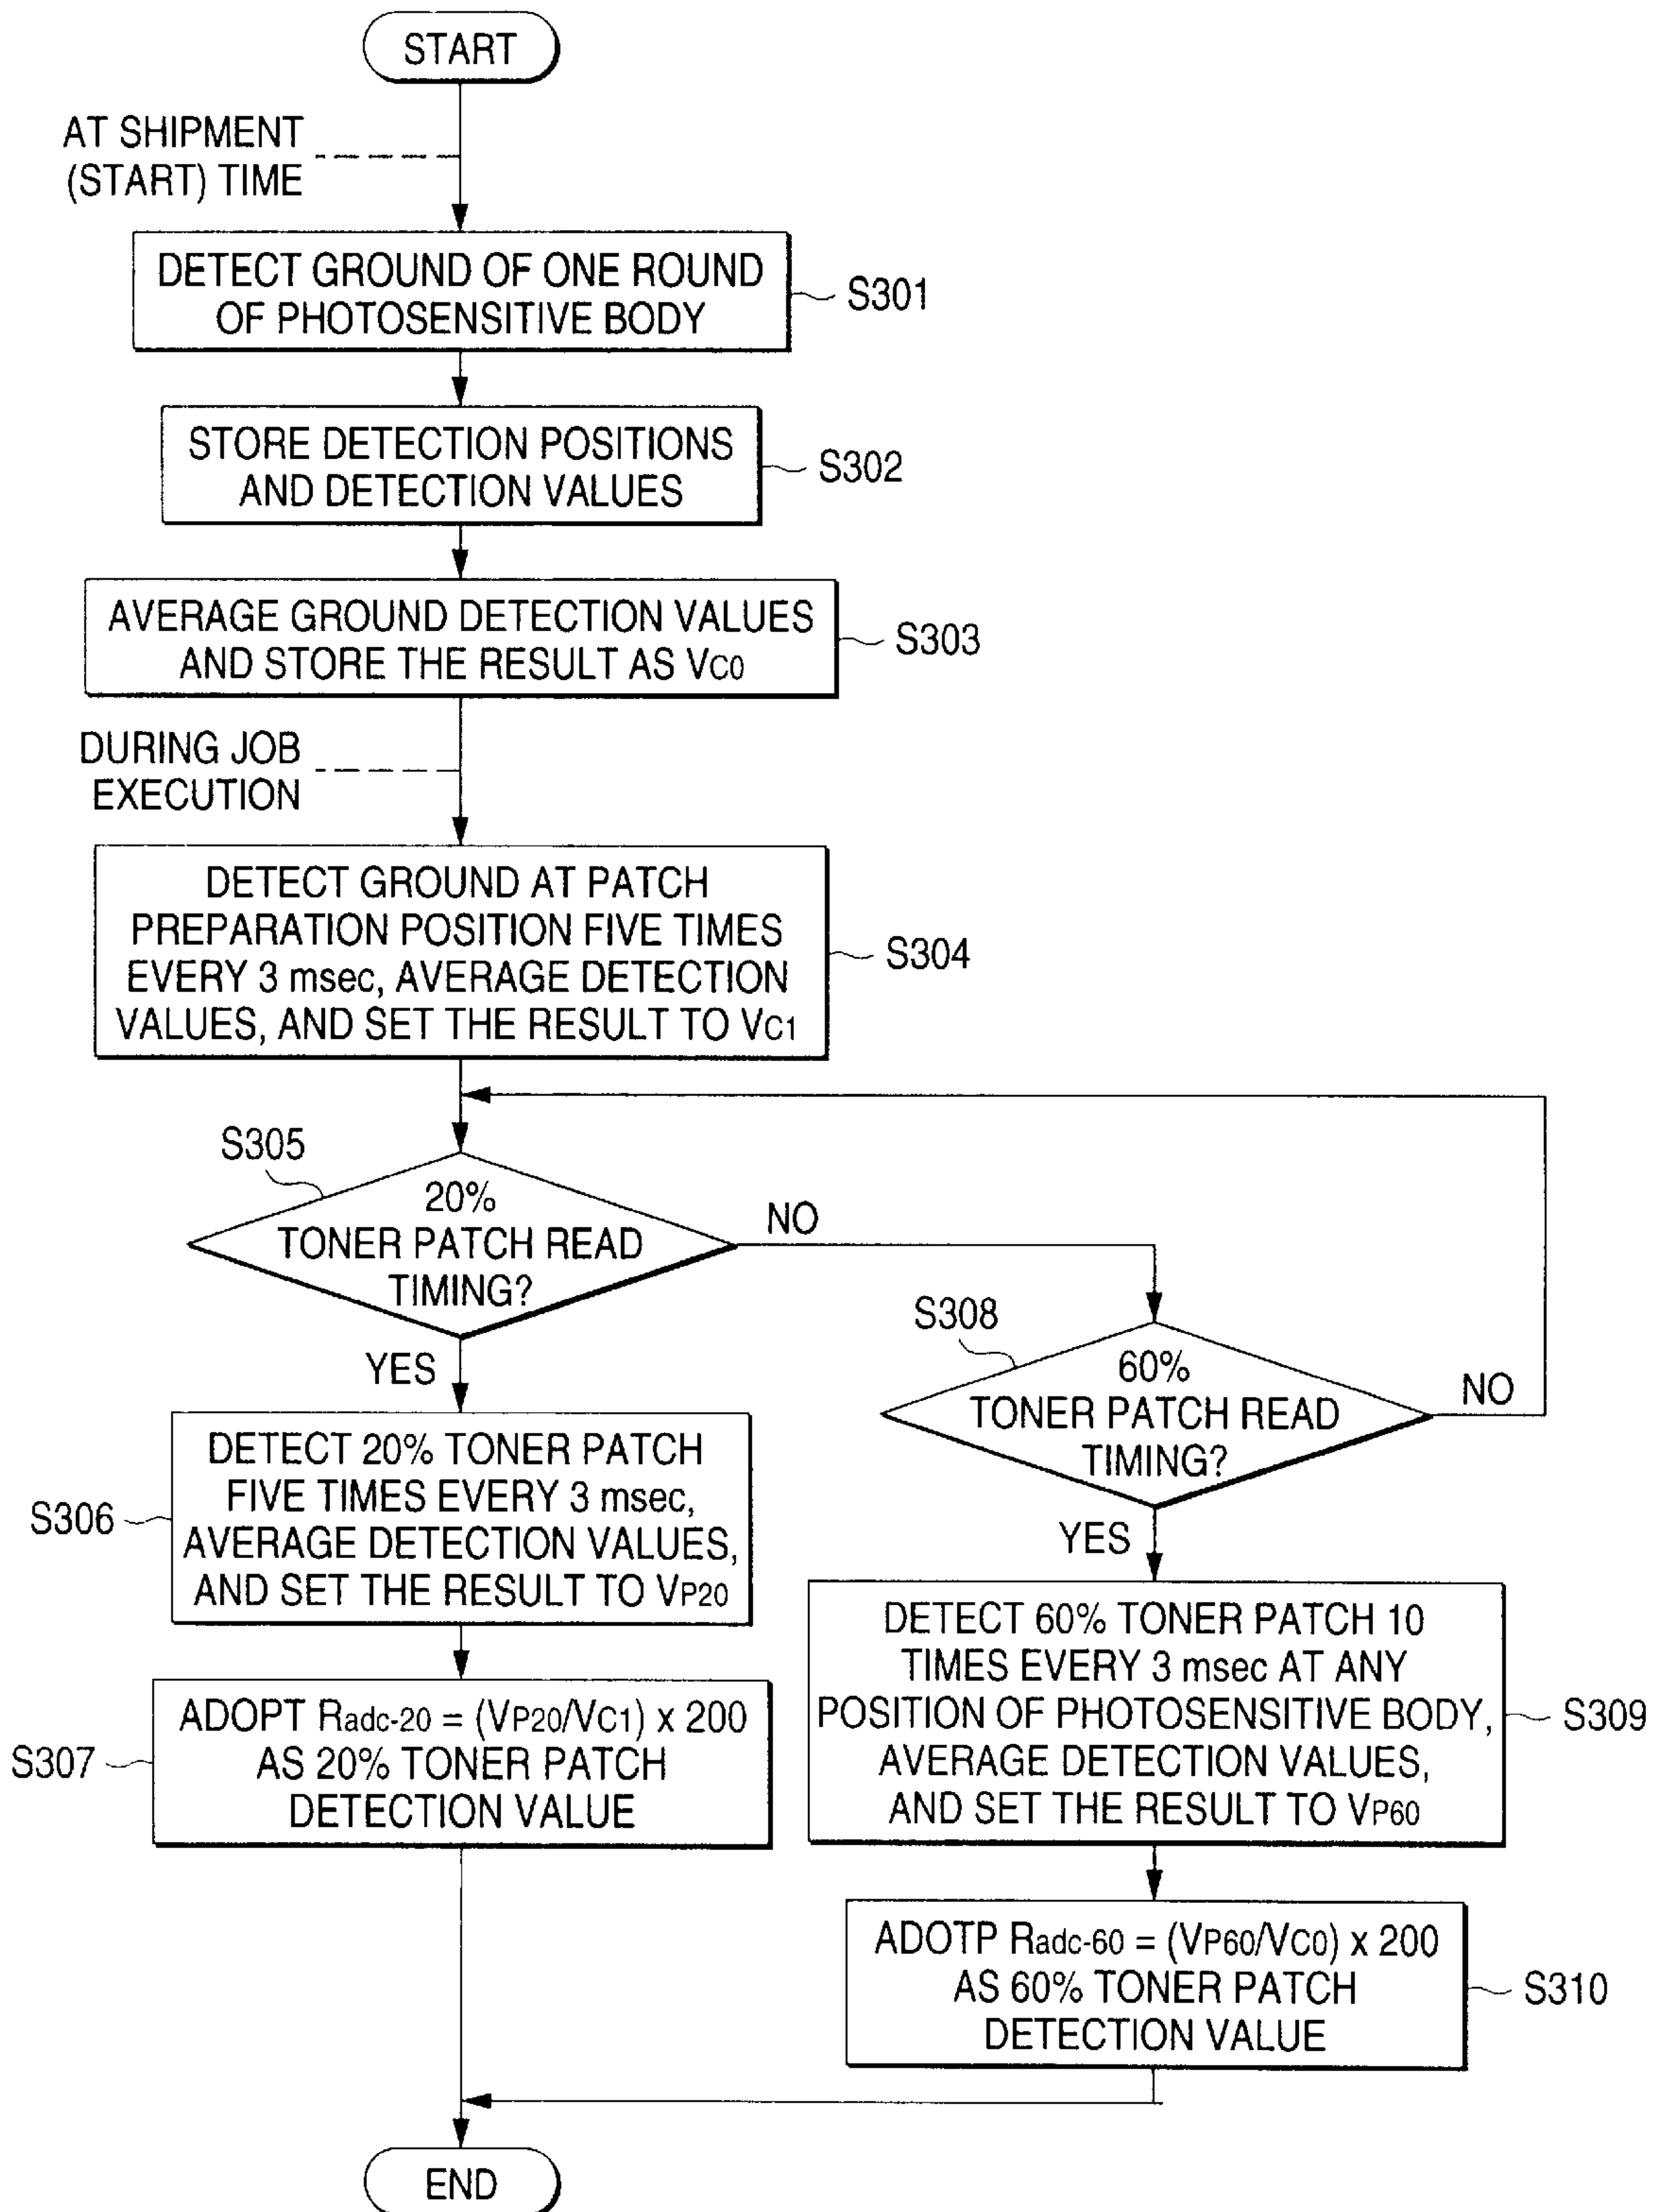 START
AT SHIPMENT
(START) TIME
DETECT GROUND OF ONE ROUND
OF PHOTOSENSITIVE BODY
S301
STORE DETECTION POSITIONS
AND DETECTION VALUES
S302
AVERAGE GROUND DETECTION VALUES
AND STORE THE RESULT AS VC0
S303
DURING JOB
EXECUTION
DETECT GROUND AT PATCH
PREPARATION POSITION FIVE TIMES
EVERY 3 msec, AVERAGE DETECTION
VALUES, AND SET THE RESULT TO VC1
S304
S305
20%
TONER PATCH READ
TIMING?
NO
YES
S308
60%
TONER PATCH READ
TIMING?
NO
YES
DETECT 20% TONER PATCH
FIVE TIMES EVERY 3 msec,
AVERAGE DETECTION VALUES,
AND SET THE RESULT TO VP20
S306
ADOPT Radc-20 = (VP20/VC1) x 200
AS 20% TONER PATCH
DETECTION VALUE
S307
DETECT 60% TONER PATCH 10
TIMES EVERY 3 msec AT ANY
POSITION OF PHOTOSENSITIVE BODY,
AVERAGE DETECTION VALUES,
AND SET THE RESULT TO VP60
S309
ADOTP Radc-60 = (VP60/VC0) x 200
AS 60% TONER PATCH
DETECTION VALUE
S310
END